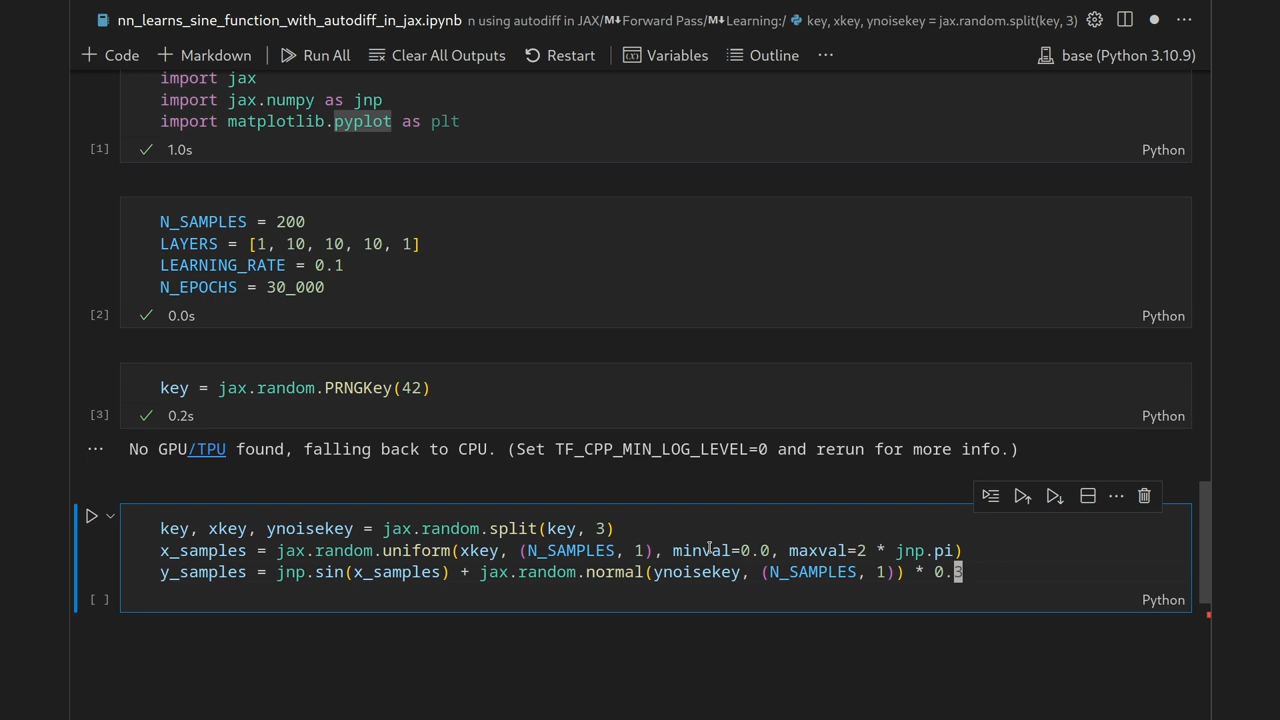 nn_learns_sine_function_with_autodiff_in_jax.ipynb n using autodiff in JAX/M↓Forward Pass/M↓Learning:/ key, xkey, ynoisekey = jax.random.split(key, 3) ···
+ Code + Markdown Run All Clear All Outputs Restart Variables Outline ··· base (Python 3.10.9)
import jax
import jax.numpy as jnp
import matplotlib.pyplot as plt
[1] ✓ 1.0s Python
N_SAMPLES = 200
LAYERS = [1, 10, 10, 10, 1]
LEARNING_RATE = 0.1
N_EPOCHS = 30_000
[2] ✓ 0.0s Python
key = jax.random.PRNGKey(42)
[3] ✓ 0.2s Python
··· No GPU/TPU found, falling back to CPU. (Set TF_CPP_MIN_LOG_LEVEL=0 and rerun for more info.)
key, xkey, ynoisekey = jax.random.split(key, 3)
x_samples = jax.random.uniform(xkey, (N_SAMPLES, 1), minval=0.0, maxval=2 * jnp.pi)
y_samples = jnp.sin(x_samples) + jax.random.normal(ynoisekey, (N_SAMPLES, 1)) * 0.3
[ ] Python